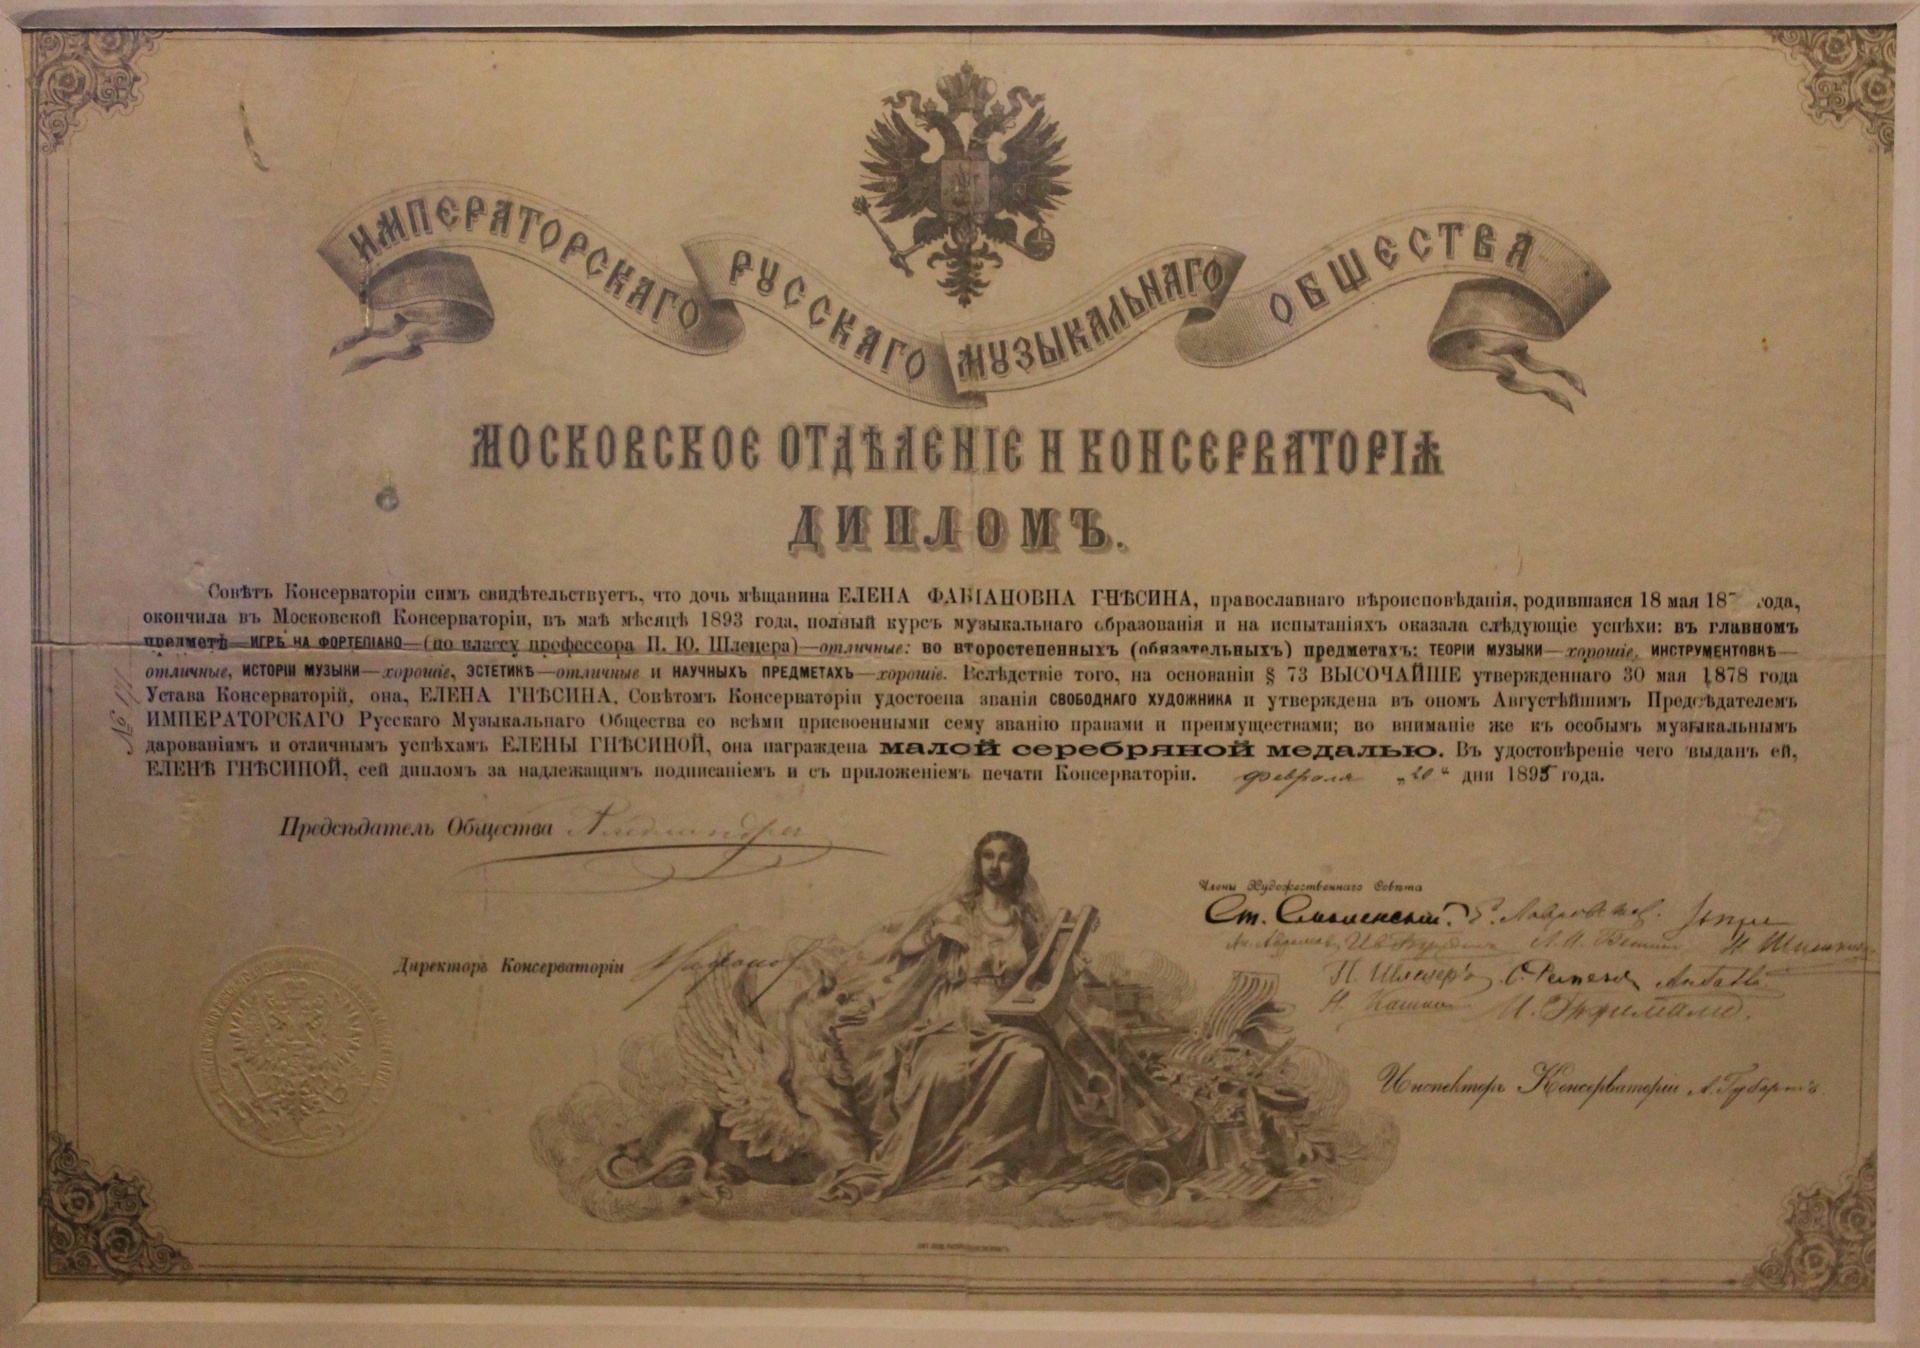 ИМПЕРАТОРСКАГО РУССКАГО МУЗЫКАЛЬНАГО ОБЩЕСТВА
МОСКОВСКОЕ ОТДѢЛЕНІЕ И КОНСЕРВАТОРІЯ
ДИПЛОМЪ.
Совѣтъ Консерваторіи симъ свидѣтельствуетъ, что дочь мѣщанина ЕЛЕНА ФАБІАНОВНА ГНѢСИНА, православнаго вѣроисповѣданія, родившаяся 18 мая 18 года,
окончила въ Московской Консерваторіи, въ маѣ мѣсяцѣ 1893 года, полный курсъ музыкальнаго образованія и на испытаніяхъ оказала слѣдующіе успѣхи: въ главномъ
предметѣ—ИГРѢ НА ФОРТЕПІАНО—(по классу профессора П. Ю. Шлецера)—отличные: во второстепенныхъ (обязательныхъ) предметахъ: ТЕОРІИ МУЗЫКИ—хорошіе, ИНСТРУМЕНТОВКѢ—
отличные, ИСТОРІИ МУЗЫКИ—хорошіе, ЭСТЕТИКѢ—отличные и НАУЧНЫХЪ ПРЕДМЕТАХЪ—хорошіе. Вслѣдствіе того, на основаніи § 73 ВЫСОЧАЙШЕ утвержденнаго 30 мая 1878 года
Устава Консерваторій, она, ЕЛЕНА ГНѢСИНА, Совѣтомъ Консерваторіи удостоена званія СВОБОДНАГО ХУДОЖНИКА и утверждена въ ономъ Августѣйшимъ Предсѣдателемъ
ИМПЕРАТОРСКАГО Русскаго Музыкальнаго Общества со всѣми присвоенными сему званію правами и преимуществами; во вниманіе же къ особымъ музыкальнымъ
дарованіямъ и отличнымъ успѣхамъ ЕЛЕНЫ ГНѢСИНОЙ, она награждена малой серебряной медалью. Въ удостовѣреніе чего выданъ ей,
ЕЛЕНѢ ГНѢСИНОЙ, сей дипломъ за надлежащимъ подписаніемъ и съ приложеніемъ печати Консерваторіи. февраля „20“ дня 1895 года.
Предсѣдатель Общества Александра
Члены Художественнаго Совѣта
Ст. Смоленскій.
Директоръ Консерваторіи
П. Шлецеръ
Н. Кашкин
И. Гржимали.
Инспекторъ Консерваторіи А. Губертъ